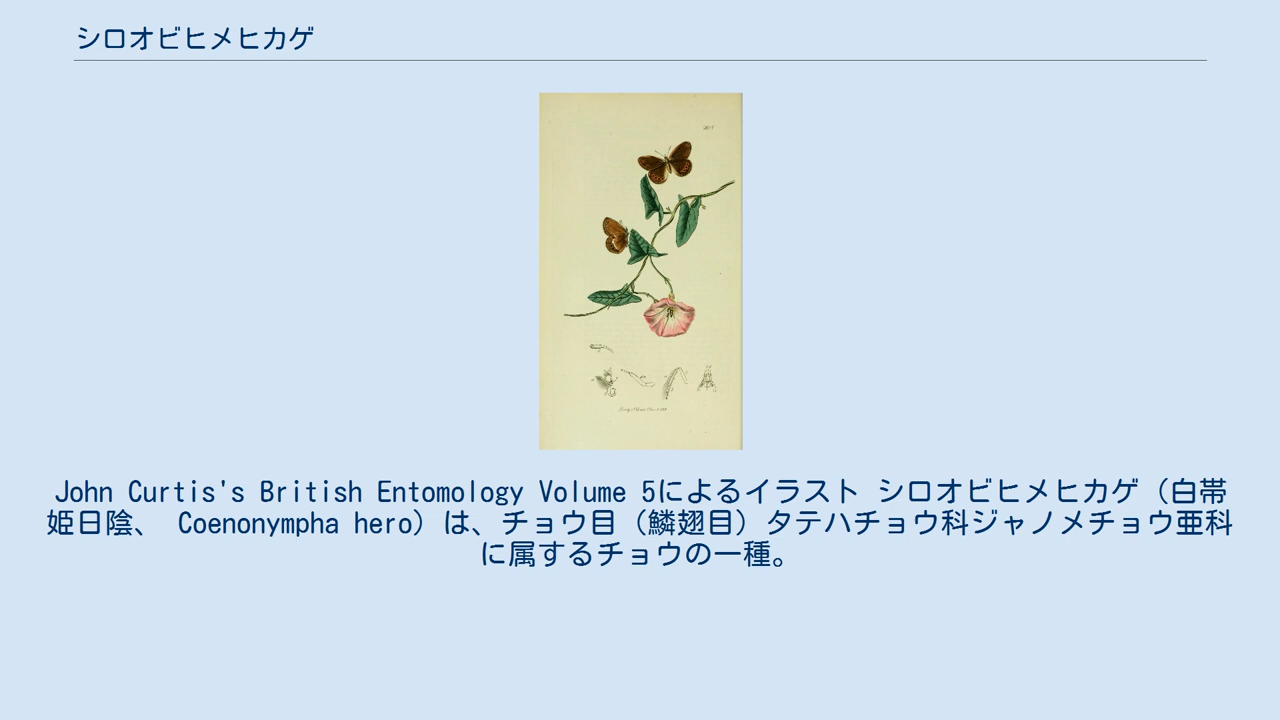 シロオビヒメヒカゲ
John Curtis's British Entomology Volume 5によるイラスト シロオビヒメヒカゲ（白帯
姫日陰、 Coenonympha hero）は、チョウ目（鱗翅目）タテハチョウ科ジャノメチョウ亜科
に属するチョウの一種。